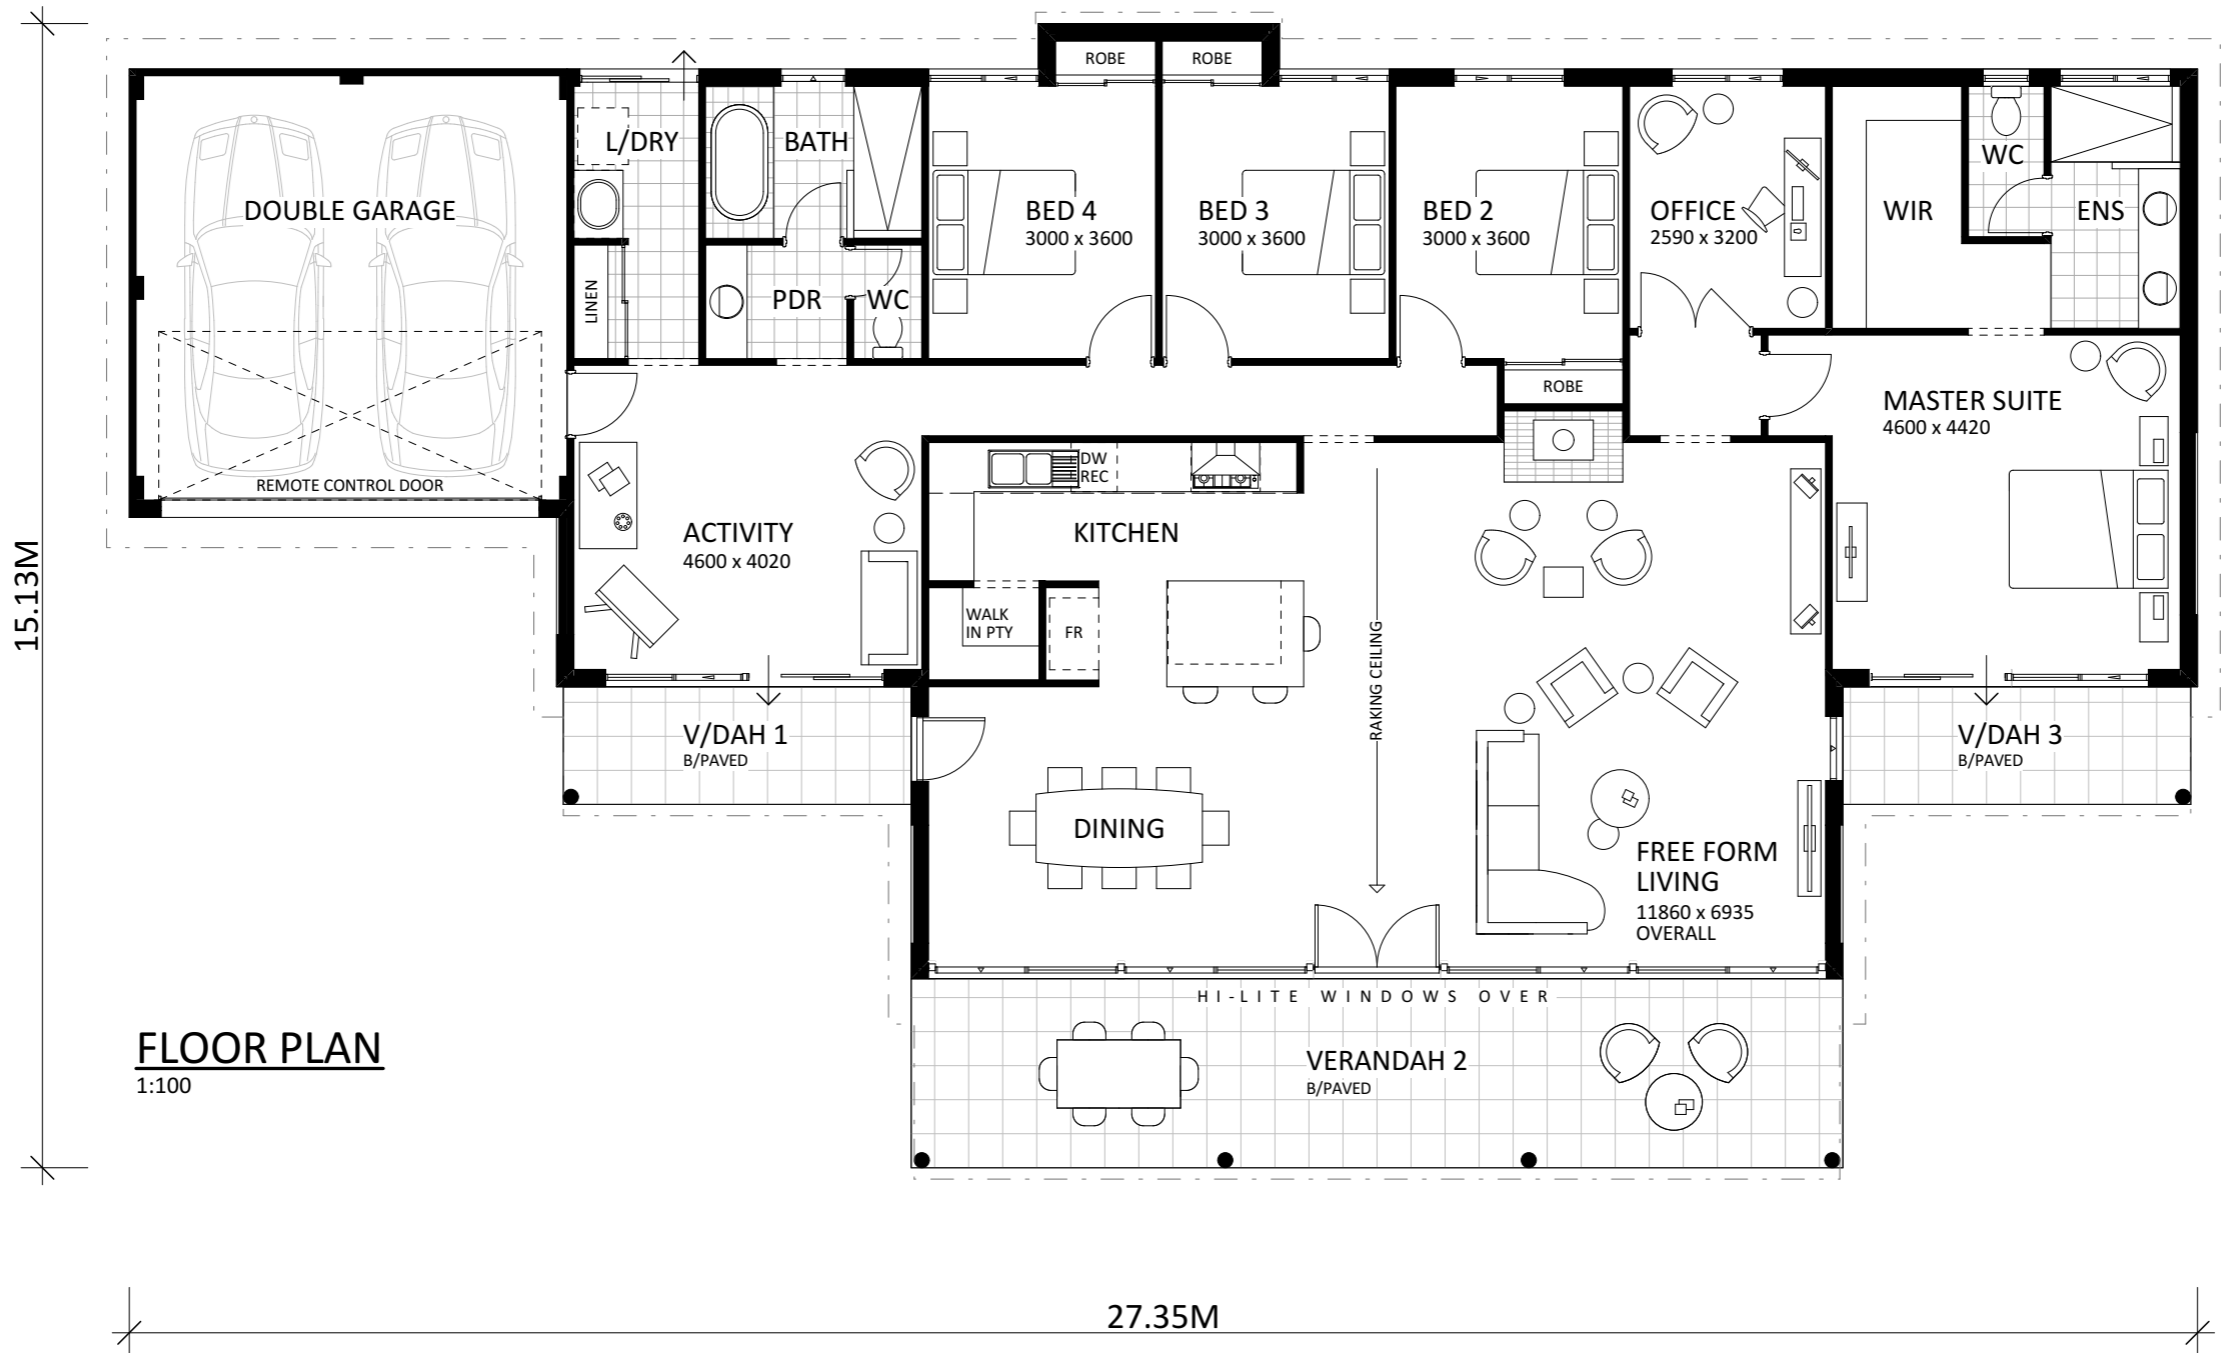 ROBE
ROBE
DOUBLE GARAGE
L/DRY
BATH
BED 4
3000 x 3600
BED 3
3000 x 3600
BED 2
3000 x 3600
OFFICE
2590 x 3200
WIR
WC
ENS
LINEN
PDR
WC
ROBE
MASTER SUITE
4600 x 4420
REMOTE CONTROL DOOR
DW
REC
ACTIVITY
4600 x 4020
KITCHEN
WALK
IN PTY
FR
RAKING CEILING
15.13M
V/DAH 1
B/PAVED
V/DAH 3
B/PAVED
DINING
FREE FORM
LIVING
11860 x 6935
OVERALL
HI-LITE WINDOWS OVER
FLOOR PLAN
1:100
VERANDAH 2
B/PAVED
27.35M